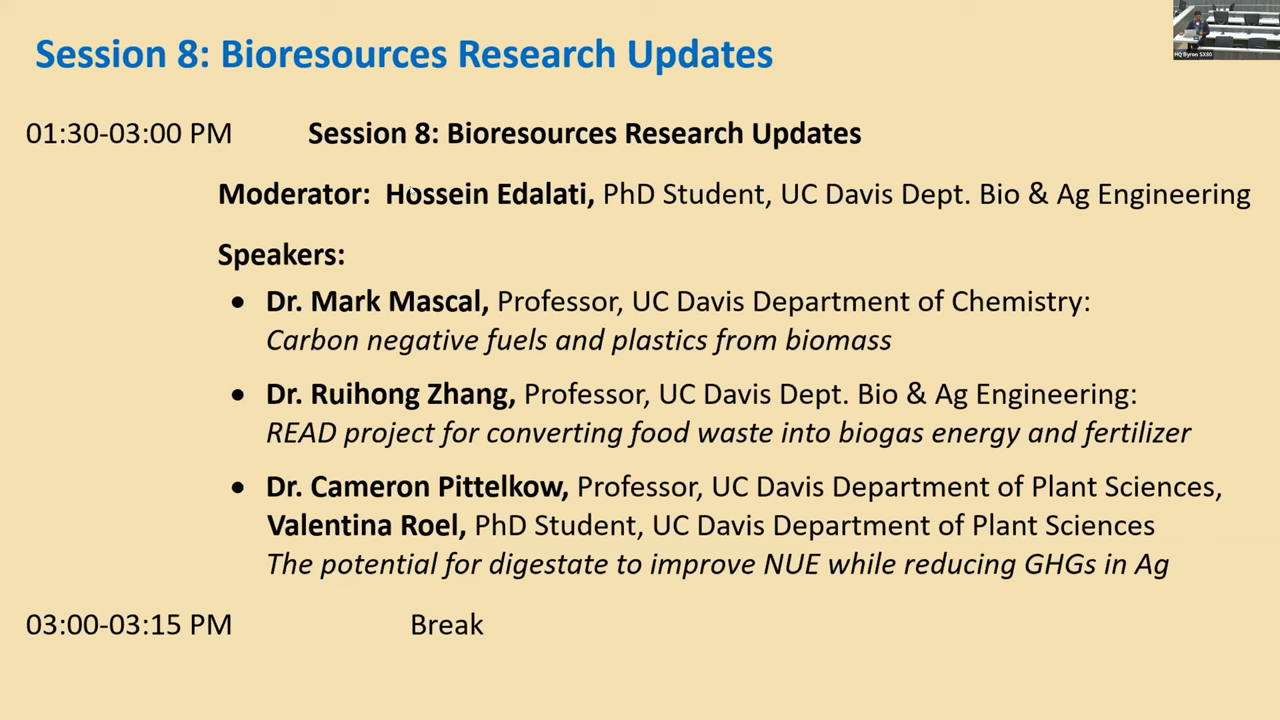 Session 8: Bioresources Research Updates
HQ Byron SX80
01:30-03:00 PM Session 8: Bioresources Research Updates
Moderator: Hossein Edalati, PhD Student, UC Davis Dept. Bio & Ag Engineering
Speakers:
• Dr. Mark Mascal, Professor, UC Davis Department of Chemistry:
Carbon negative fuels and plastics from biomass
• Dr. Ruihong Zhang, Professor, UC Davis Dept. Bio & Ag Engineering:
READ project for converting food waste into biogas energy and fertilizer
• Dr. Cameron Pittelkow, Professor, UC Davis Department of Plant Sciences,
Valentina Roel, PhD Student, UC Davis Department of Plant Sciences
The potential for digestate to improve NUE while reducing GHGs in Ag
03:00-03:15 PM Break